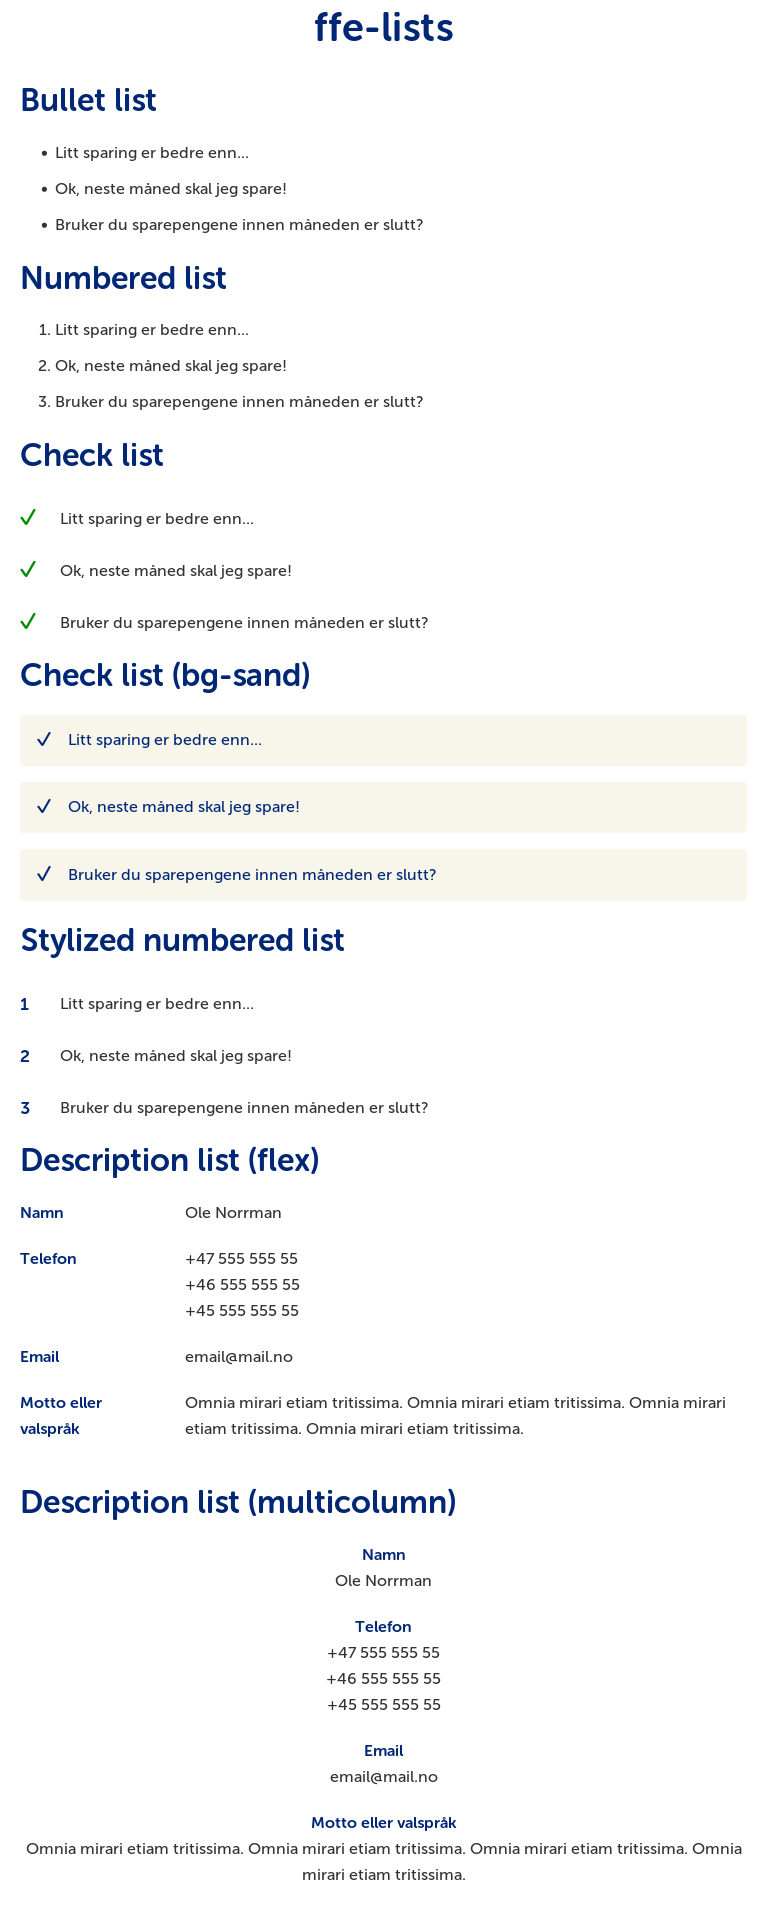 ffe-lists
Bullet list
• Litt sparing er bedre enn...
• Ok, neste måned skal jeg spare!
• Bruker du sparepengene innen måneden er slutt?
Numbered list
1. Litt sparing er bedre enn...
2. Ok, neste måned skal jeg spare!
3. Bruker du sparepengene innen måneden er slutt?
Check list
Litt sparing er bedre enn...
Ok, neste måned skal jeg spare!
Bruker du sparepengene innen måneden er slutt?
Check list (bg-sand)
Litt sparing er bedre enn...
Ok, neste måned skal jeg spare!
Bruker du sparepengene innen måneden er slutt?
Stylized numbered list
1 Litt sparing er bedre enn...
2 Ok, neste måned skal jeg spare!
3 Bruker du sparepengene innen måneden er slutt?
Description list (flex)
Namn Ole Norrman
Telefon +47 555 555 55
+46 555 555 55
+45 555 555 55
Email email@mail.no
Motto eller Omnia mirari etiam tritissima. Omnia mirari etiam tritissima. Omnia mirari
valspråk etiam tritissima. Omnia mirari etiam tritissima.
Description list (multicolumn)
Namn
Ole Norrman
Telefon
+47 555 555 55
+46 555 555 55
+45 555 555 55
Email
email@mail.no
Motto eller valspråk
Omnia mirari etiam tritissima. Omnia mirari etiam tritissima. Omnia mirari etiam tritissima. Omnia
mirari etiam tritissima.